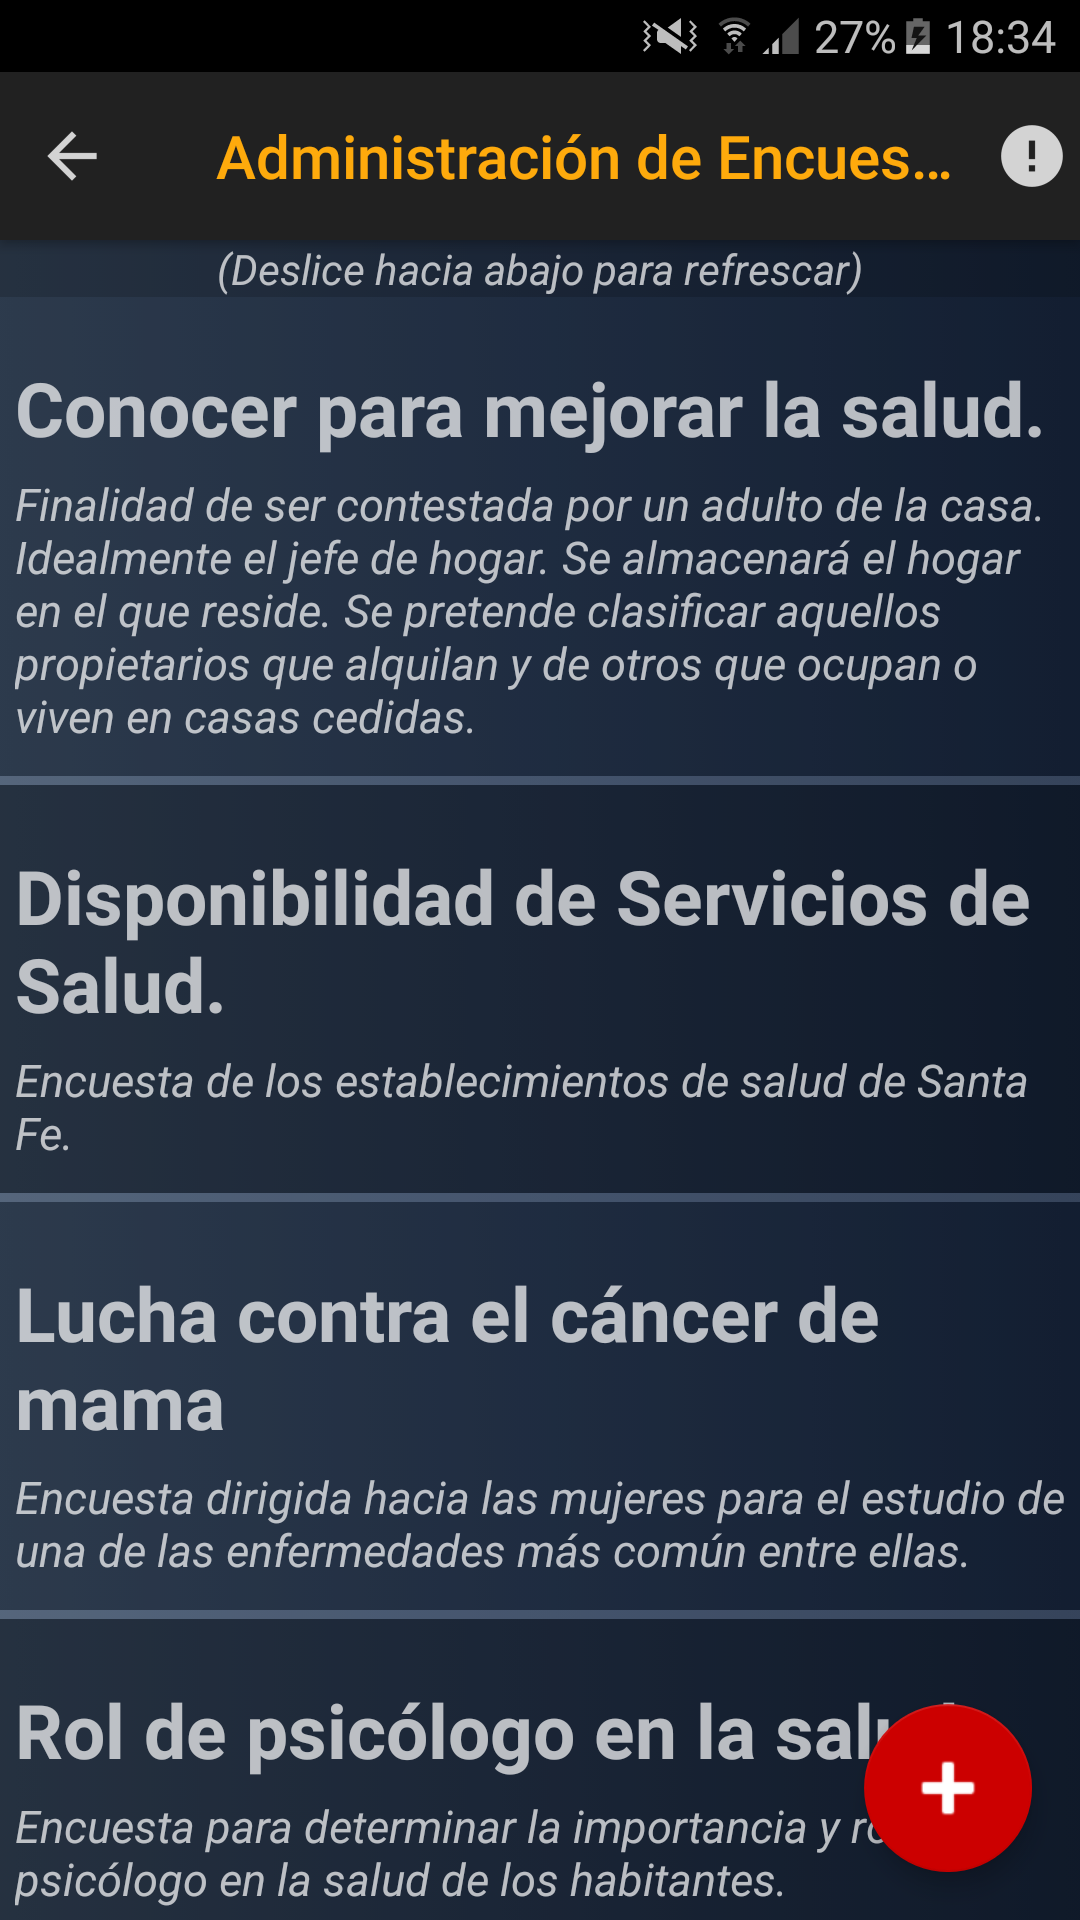 27% 18:34
Administración de Encues...
(Deslice hacia abajo para refrescar)
Conocer para mejorar la salud.
Finalidad de ser contestada por un adulto de la casa.
Idealmente el jefe de hogar. Se almacenará el hogar
en el que reside. Se pretende clasificar aquellos
propietarios que alquilan y de otros que ocupan o
viven en casas cedidas.
Disponibilidad de Servicios de
Salud.
Encuesta de los establecimientos de salud de Santa
Fe.
Lucha contra el cáncer de
mama
Encuesta dirigida hacia las mujeres para el estudio de
una de las enfermedades más común entre ellas.
Rol de psicólogo en la
Encuesta para determinar la importancia y
psicólogo en la salud de los habitantes.